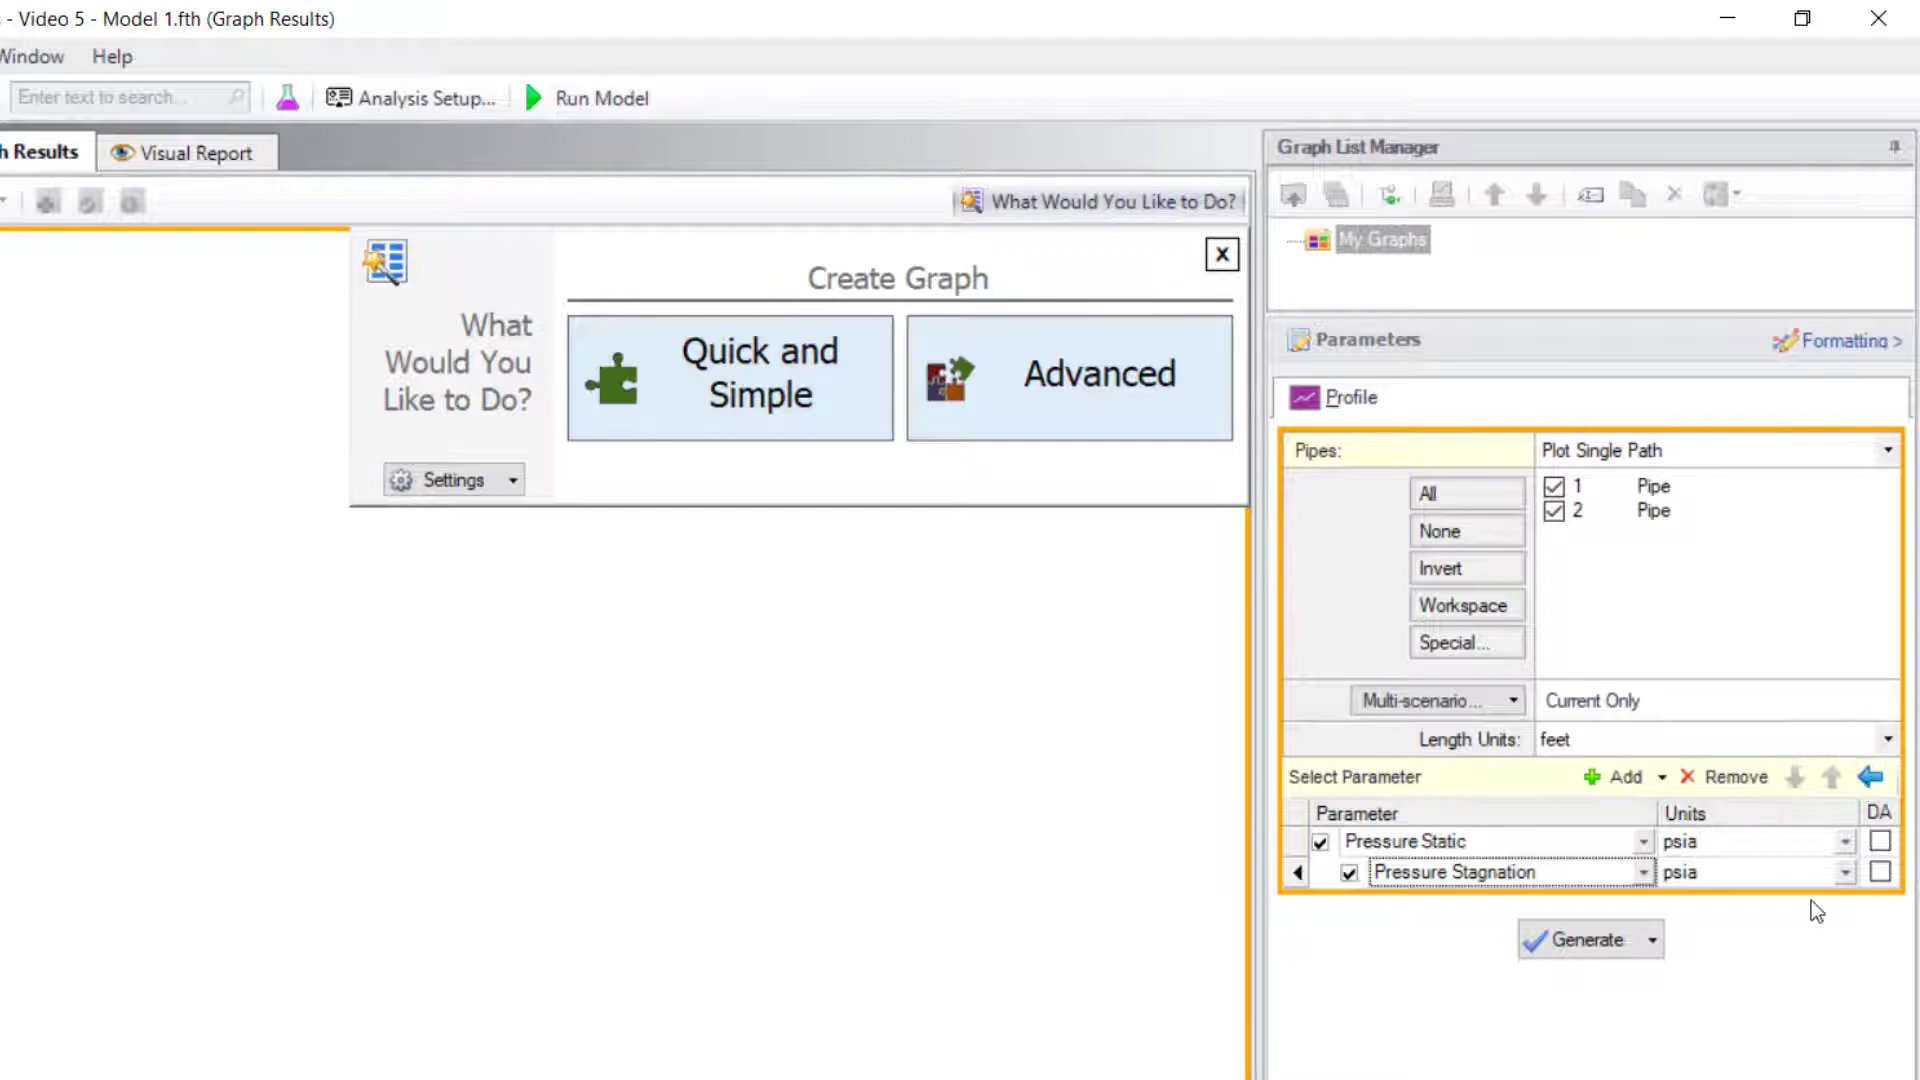 - Video 5 - Model 1.fth (Graph Results)
Window Help
Enter text to search... Analysis Setup... Run Model
h Results Visual Report
What Would You Like to Do?
What
Would You
Like to Do?
Settings
Create Graph
X
Quick and
Simple
Advanced
Graph List Manager
My Graphs
Parameters Formatting >
Profile
Pipes: Plot Single Path
All
None
Invert
Workspace
Special...
1 Pipe
2 Pipe
Multi-scenario... Current Only
Length Units: feet
Select Parameter Add Remove
Parameter Units DA
Pressure Static psia
Pressure Stagnation psia
Generate